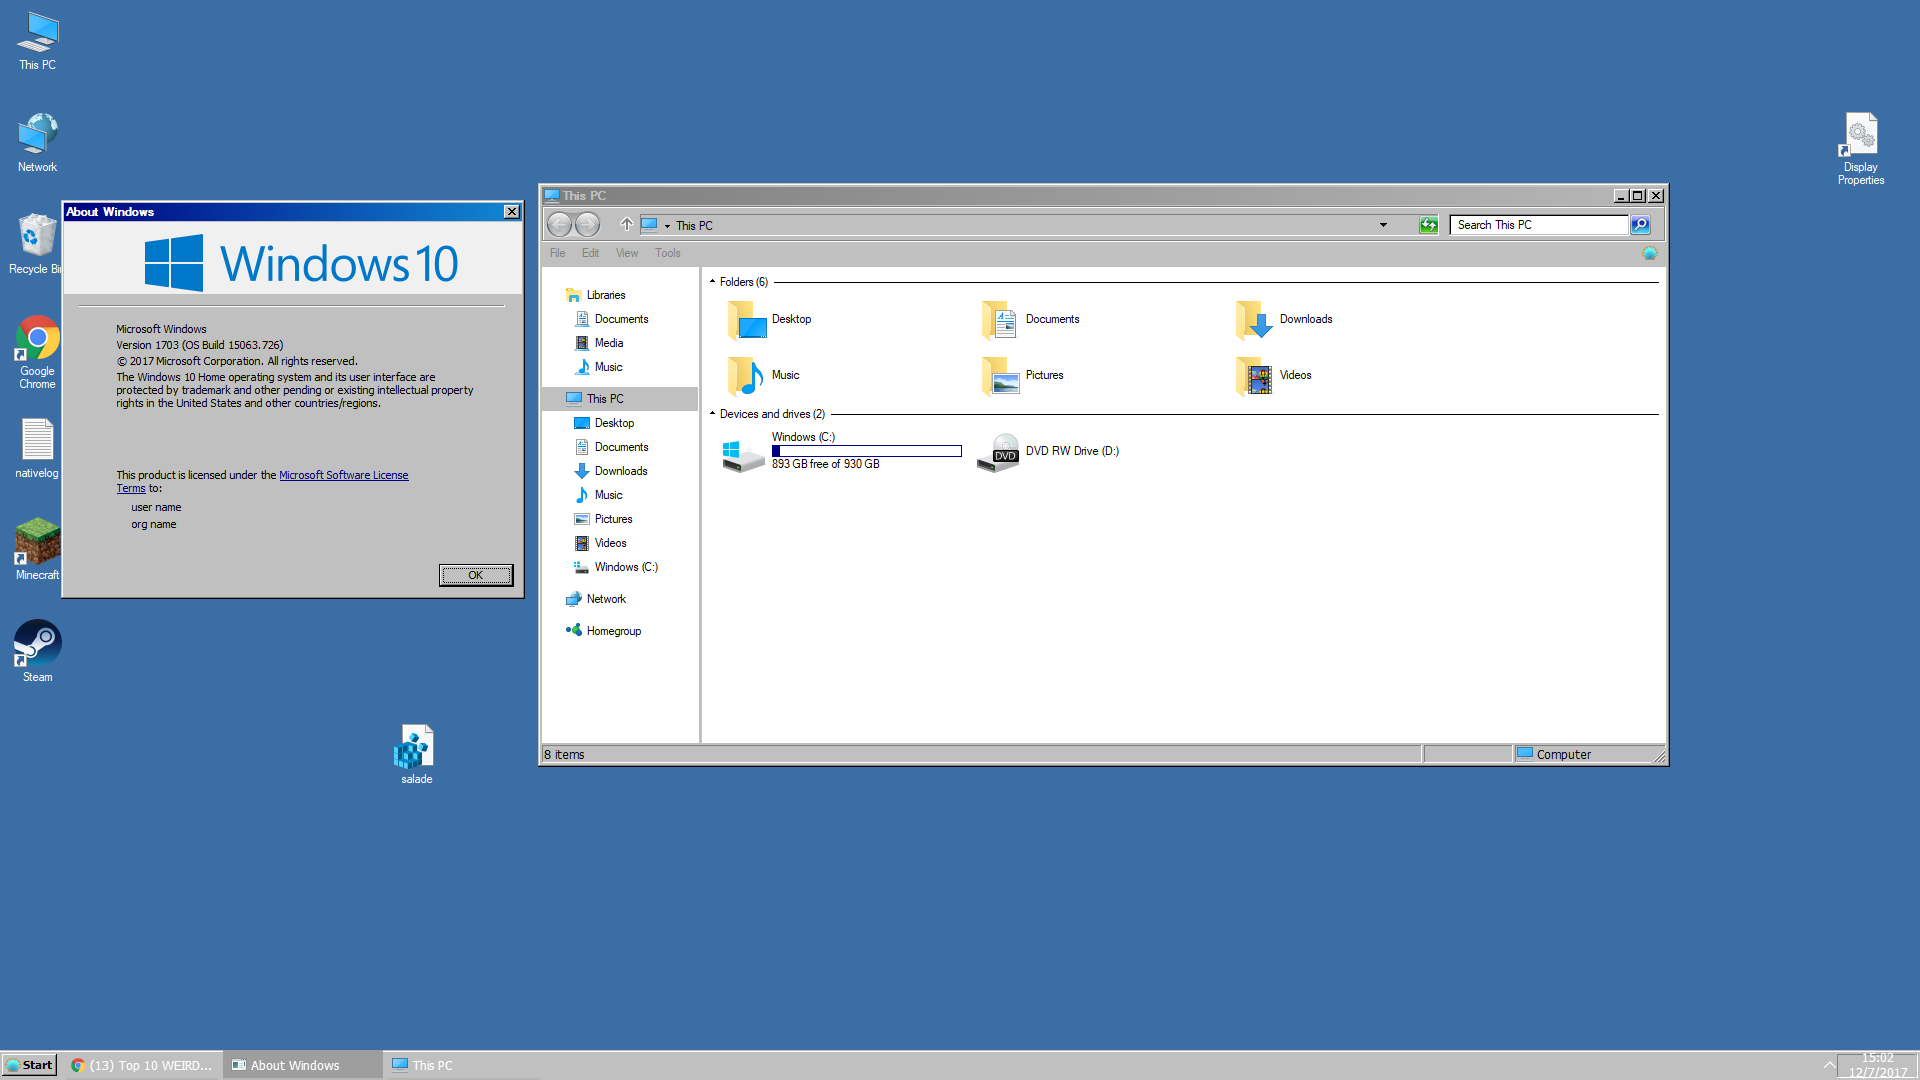 This PC
Network
Recycle Bi
Google
Chrome
nativelog
Minecraft
Steam
salade
Display
Properties
About Windows
Windows 10
Microsoft Windows
Version 1703 (OS Build 15063.726)
© 2017 Microsoft Corporation. All rights reserved.
The Windows 10 Home operating system and its user interface are
protected by trademark and other pending or existing intellectual property
rights in the United States and other countries/regions.
This product is licensed under the Microsoft Software License
Terms to:
user name
org name
OK
This PC
This PC
Search This PC
File Edit View Tools
Libraries
Documents
Media
Music
This PC
Desktop
Documents
Downloads
Music
Pictures
Videos
Windows (C:)
Network
Homegroup
Folders (6)
Desktop
Documents
Downloads
Music
Pictures
Videos
Devices and drives (2)
Windows (C:)
893 GB free of 930 GB
DVD
DVD RW Drive (D:)
8 items
Computer
Start
(13) Top 10 WEIRD...
About Windows
This PC
15:02
12/7/2017